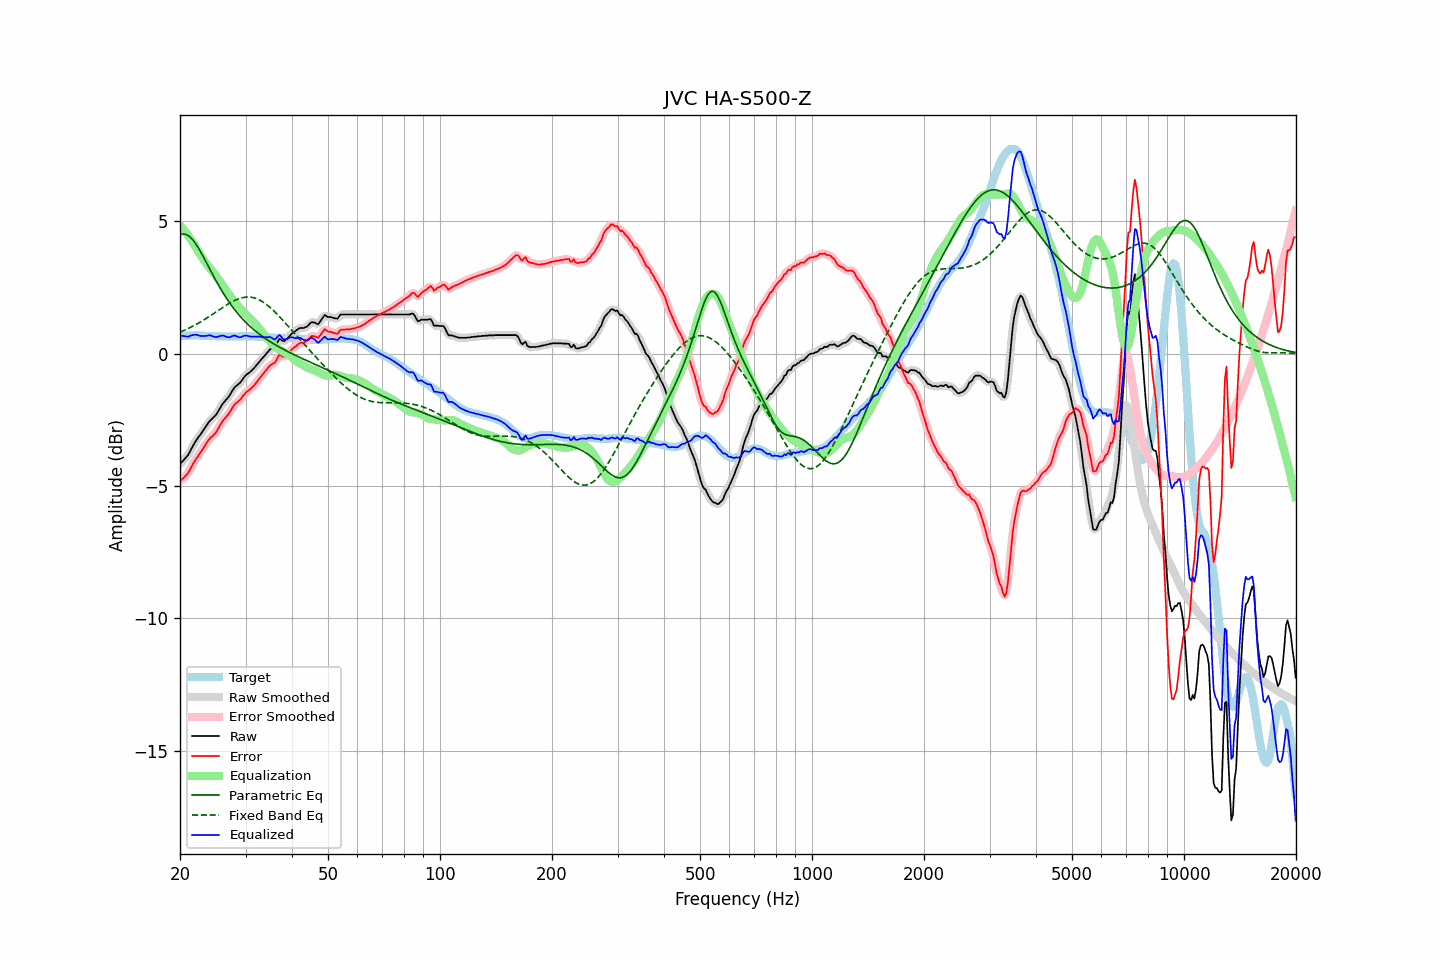 JVC HA-S500-Z
Amplitude (dBr)
5
0
−5
−10
−15
Target
Raw Smoothed
Error Smoothed
Raw
Error
Equalization
Parametric Eq
Fixed Band Eq
Equalized
20 50 100 200 500 1000 2000 5000 10000 20000
Frequency (Hz)